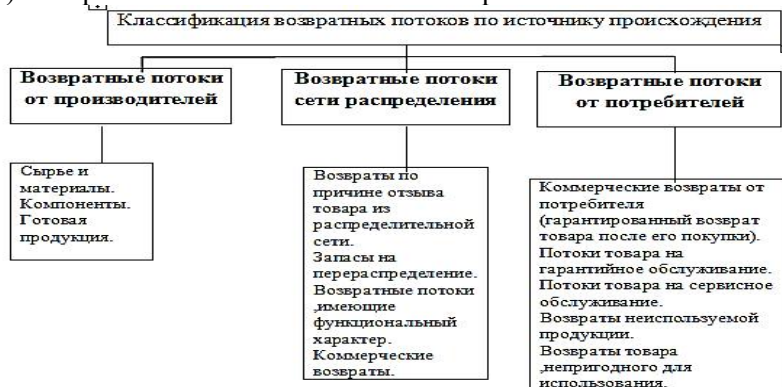 Классификация возвратных потоков по источнику происхождения
Возвратные потоки
от производителей
Возвратные потоки
сети распределения
Возвратные потоки
от потребителей
Сырье и
материалы.
Компоненты.
Готовая
продукция.
Возвраты по
причине отзыва
товара из
распределительной
сети.
Запасы на
перераспределение.
Возвратные потоки
,имеющие
функциональный
характер.
Коммерческие
возвраты.
Коммерческие возвраты от
потребителя
(гарантированный возврат
товара после его покупки).
Потоки товара на
гарантийное обслуживание.
Потоки товара на сервисное
обслуживание.
Возвраты неиспользуемой
продукции.
Возвраты товара
,непригодного для
использования.